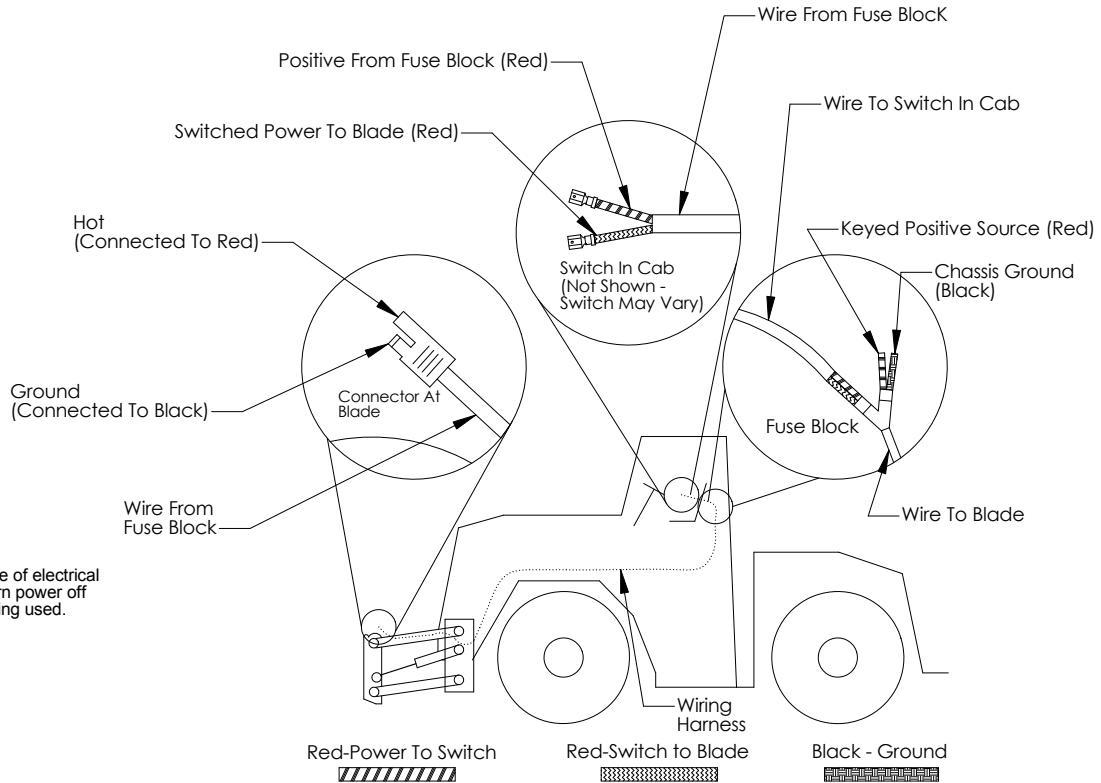 Wire From Fuse BlocK
Positive From Fuse Block (Red)
Wire To Switch In Cab
Switched Power To Blade (Red)
Hot
(Connected To Red)
Keyed Positive Source (Red)
Chassis Ground
(Black)
Switch In Cab
(Not Shown -
Switch May Vary)
Ground
(Connected To Black)
Connector At
Blade
Fuse Block
Wire From
Fuse Block
Wire To Blade
e of electrical
rn power off
ing used.
Wiring
Harness
Red-Power To Switch
Red-Switch to Blade
Black - Ground